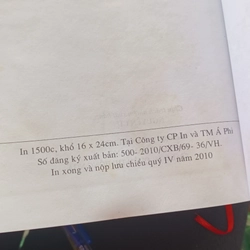 In 1500c, khổ 16 x 24cm. Tại Công ty CP In và TM Á Phi
Số đăng ký xuất bản: 500- 2010/CXB/69- 36/VH.
In xong và nộp lưu chiểu quý IV năm 2010